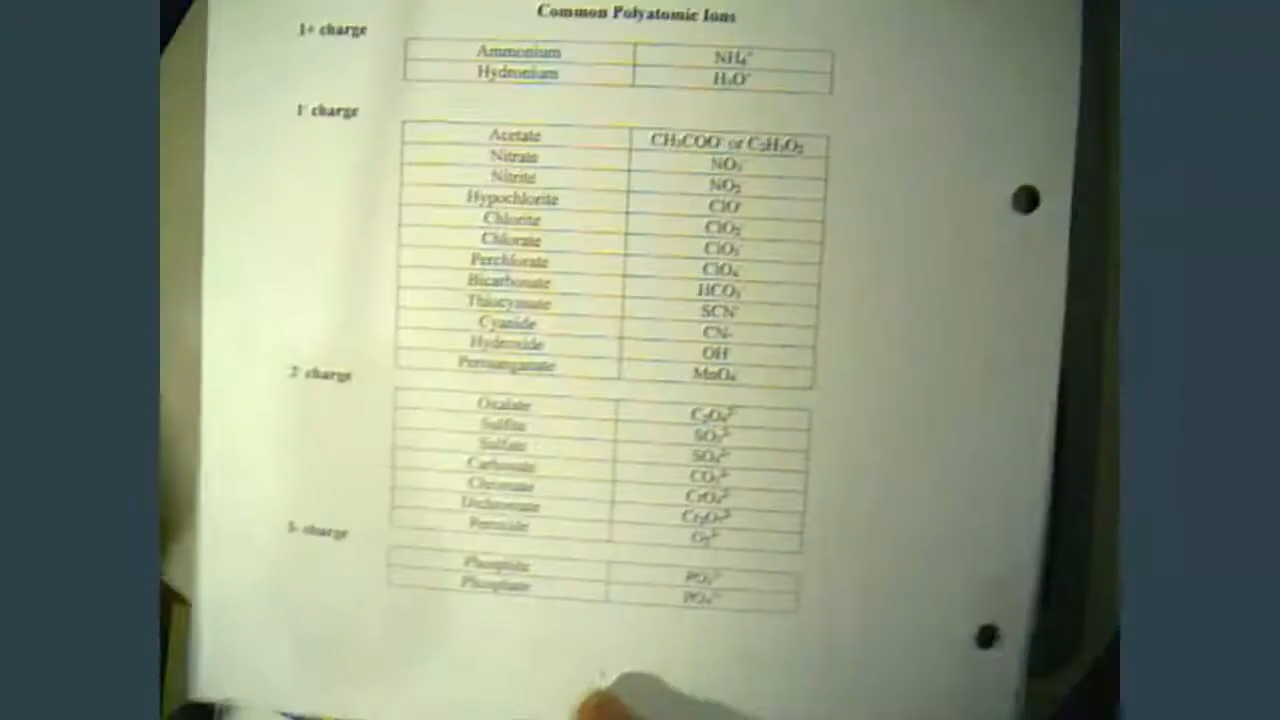 Common Polyatomic Ions
1+ charge
Ammonium NH₄⁺
Hydronium H₃O⁺
1⁻ charge
Acetate CH₃COO⁻ or C₂H₃O₂⁻
Nitrate NO₃⁻
Nitrite NO₂⁻
Hypochlorite ClO⁻
Chlorite ClO₂⁻
Chlorate ClO₃⁻
Perchlorate ClO₄⁻
Bicarbonate HCO₃⁻
Thiocyanate SCN⁻
Cyanide CN-
Hydroxide OH⁻
Permanganate MnO₄⁻
2⁻ charge
Oxalate C₂O₄²⁻
Sulfite SO₃²⁻
Sulfate SO₄²⁻
Carbonate CO₃²⁻
Chromate CrO₄²⁻
Dichromate Cr₂O₇²⁻
Peroxide O₂²⁻
3- charge
Phosphite PO₃³⁻
Phosphate PO₄³⁻